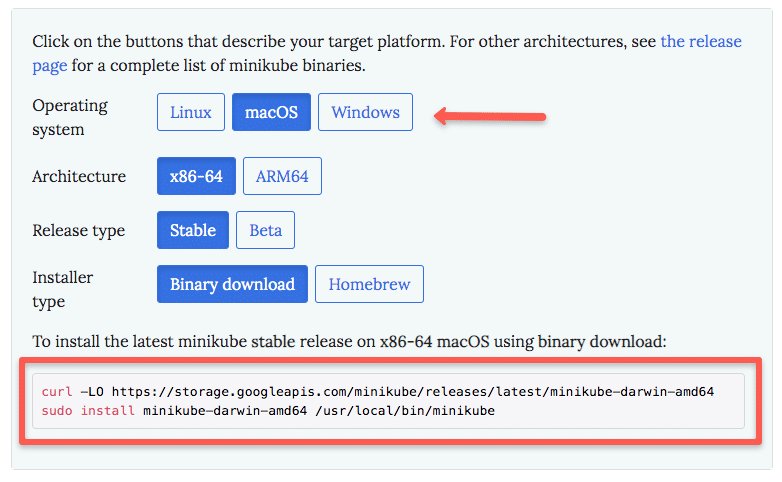 Click on the buttons that describe your target platform. For other architectures, see the release
page for a complete list of minikube binaries.
Operating
system
Linux
macOS
Windows
Architecture
x86-64
ARM64
Release type
Stable
Beta
Installer
type
Binary download
Homebrew
To install the latest minikube stable release on x86-64 macOS using binary download:
curl -LO https://storage.googleapis.com/minikube/releases/latest/minikube-darwin-amd64
sudo install minikube-darwin-amd64 /usr/local/bin/minikube